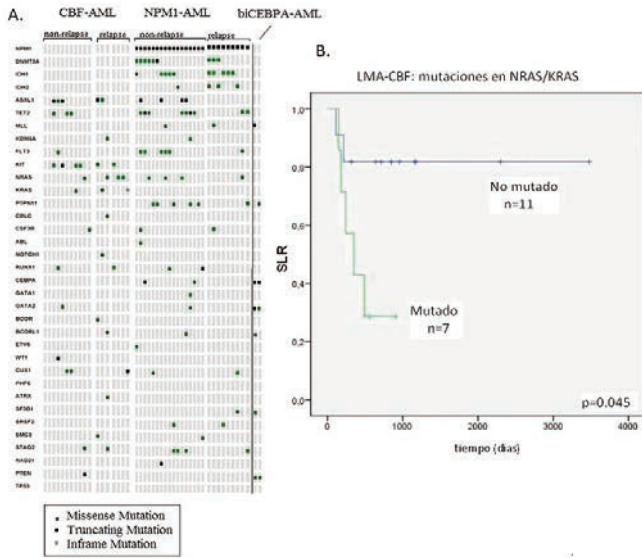 A.
CBF-AML NPM1-AML biCEBPA-AML
non-relapse relapse non-relapse relapse
NPM1
DNMT3A
IDH1
IDH2
ASXL1
TET2
MLL
KDM6A
FLT3
KIT
NRAS
KRAS
PTPN11
CBLC
CSF3R
ABL
NOTCH1
RUNX1
CEBPA
GATA1
GATA2
BCOR
BCORL1
ETV6
WT1
CUX1
PHF6
ATRX
SF3B1
SRSF2
SMC3
STAG2
RAD21
PTEN
TP53
Missense Mutation
Truncating Mutation
Inframe Mutation
B.
LMA-CBF: mutaciones en NRAS/KRAS
SLR
1,0
0,8
0,6
0,4
0,2
0,0
No mutado
n=11
Mutado
n=7
p=0.045
0 1000 2000 3000 4000
tiempo (dias)